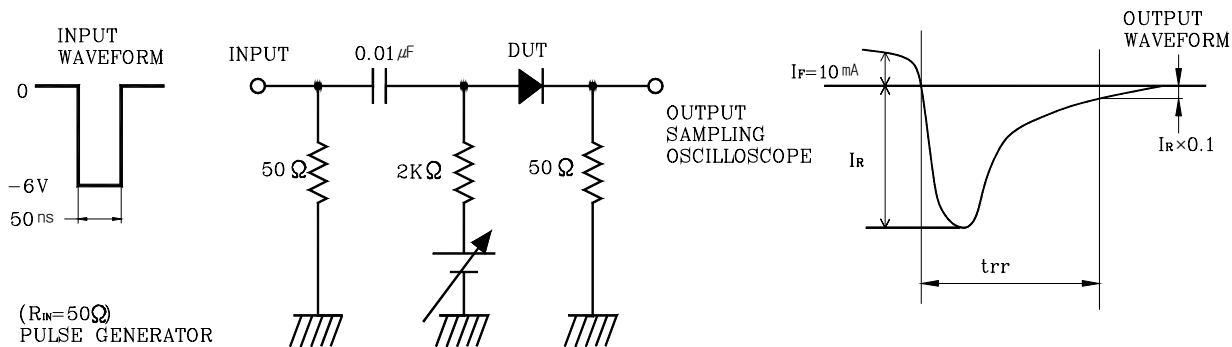 INPUT
WAVEFORM
0
-6V
50ns
(RIN=50Ω)
PULSE GENERATOR
INPUT
0.01μF
DUT
50Ω
2KΩ
50Ω
OUTPUT
SAMPLING
OSCILLOSCOPE
OUTPUT
WAVEFORM
IF=10mA
IR
IR×0.1
trr